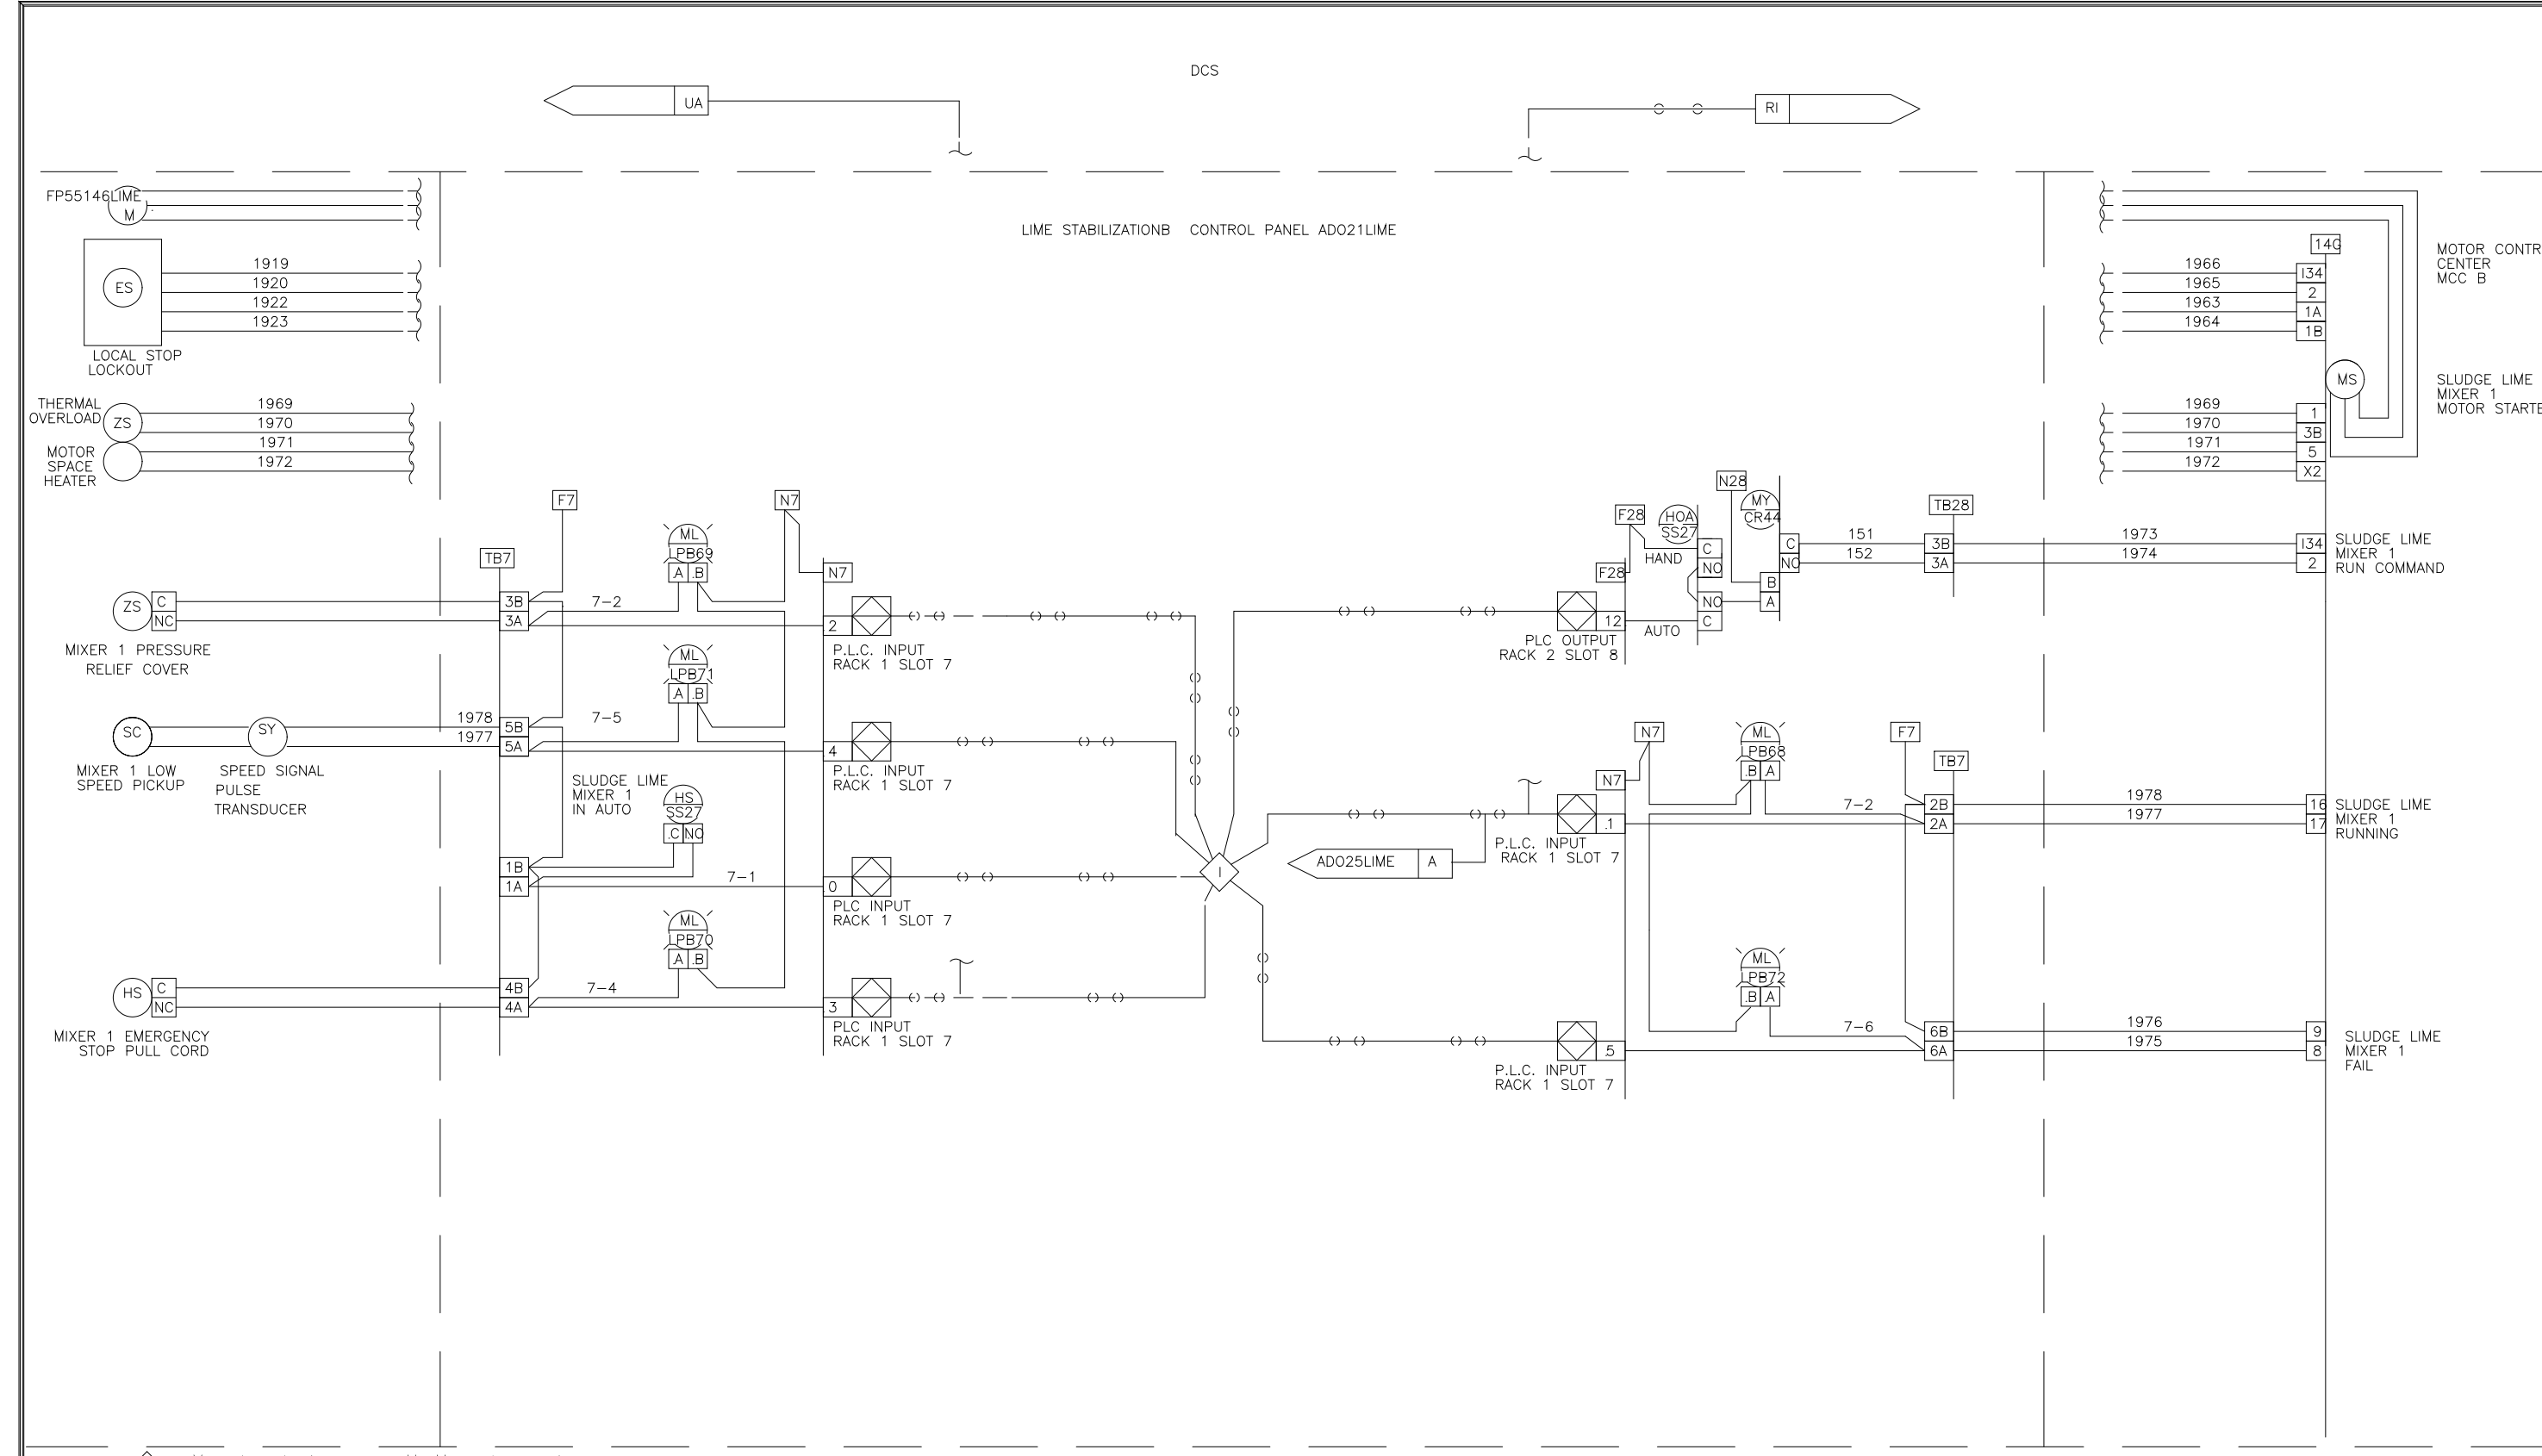 DCS
UA
RI
FP55146LIME
M
LIME STABILIZATIONB CONTROL PANEL ADO21LIME
ES
1919
1920
1922
1923
LOCAL STOP
LOCKOUT
THERMAL
OVERLOAD
ZS
1969
1970
1971
1972
MOTOR
SPACE
HEATER
14G
MOTOR CONTR
CENTER
MCC B
1966
1965
1963
1964
I34
2
1A
1B
MS
SLUDGE LIME
MIXER 1
MOTOR STARTE
1969
1970
1971
1972
1
3B
5
X2
F7
N7
TB7
ML
LPB69
A .B
N7
ZS
C
NC
3B
3A
7-2
2
MIXER 1 PRESSURE
RELIEF COVER
P.L.C. INPUT
RACK 1 SLOT 7
ML
LPB71
A .B
SC
SY
1978
1977
5B
5A
7-5
4
MIXER 1 LOW
SPEED PICKUP
SPEED SIGNAL
PULSE
TRANSDUCER
P.L.C. INPUT
RACK 1 SLOT 7
SLUDGE LIME
MIXER 1
IN AUTO
HS
SS27
.C NO
1B
1A
7-1
0
PLC INPUT
RACK 1 SLOT 7
ML
LPB70
A .B
HS
C
NC
4B
4A
7-4
3
MIXER 1 EMERGENCY
STOP PULL CORD
PLC INPUT
RACK 1 SLOT 7
I
N28
MY
CR44
F28
HOA
SS27
TB28
HAND
C
NO
C
NO
151
152
3B
3A
1973
1974
I34
2
SLUDGE LIME
MIXER 1
RUN COMMAND
F28
B
A
NO
C
12
AUTO
PLC OUTPUT
RACK 2 SLOT 8
N7
ML
LPB68
.B A
F7
TB7
N7
7-2
2B
2A
1978
1977
16
17
SLUDGE LIME
MIXER 1
RUNNING
.1
P.L.C. INPUT
RACK 1 SLOT 7
ADO25LIME A
ML
LPB72
.B A
7-6
6B
6A
1976
1975
9
8
SLUDGE LIME
MIXER 1
FAIL
.5
P.L.C. INPUT
RACK 1 SLOT 7